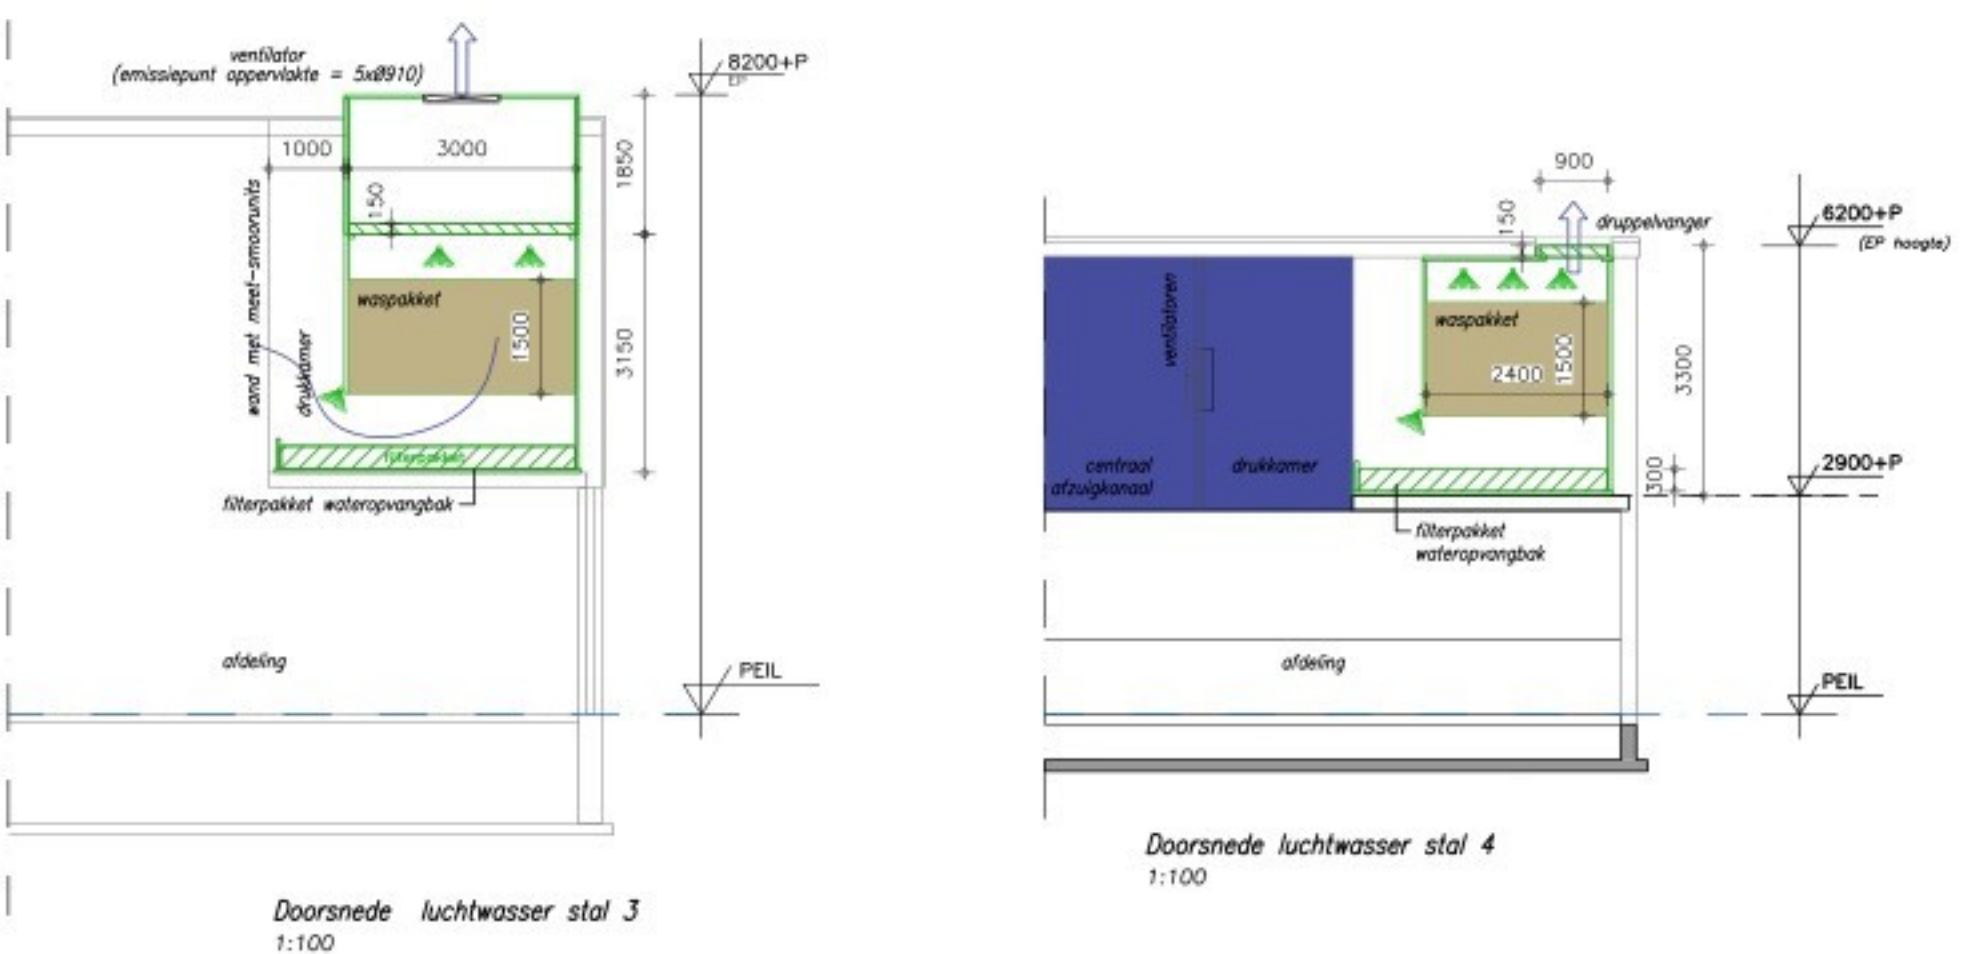 ventilator
(emissiepunt oppervlakte = 5xØ910)
8200+P
EP
1000
3000
1850
150
wand met meet-smoorunits
drukkamer
waspakket
1500
3150
filterpakket
filterpakket wateropvangbak
afdeling
PEIL
Doorsnede luchtwasser stal 3
1:100
900
150
druppelvanger
6200+P
(EP hoogte)
ventilatoren
waspakket
2400
1500
3300
centraal
afzuigkanaal
drukkamer
300
2900+P
filterpakket
wateropvangbak
afdeling
PEIL
Doorsnede luchtwasser stal 4
1:100